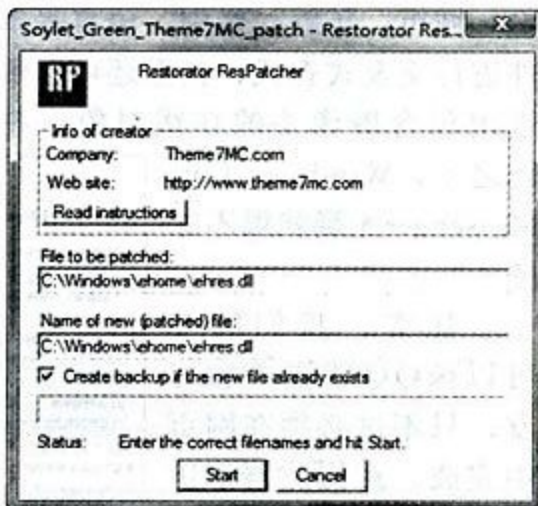 Soylet_Green_Theme7MC_patch - Restorator Res...
RP
Restorator ResPatcher
Info of creator
Company: Theme7MC.com
Web site: http://www.theme7mc.com
Read instructions
File to be patched:
C:\Windows\ehome\ehres.dll
Name of new (patched) file:
C:\Windows\ehome\ehres.dll
Create backup if the new file already exists
Status: Enter the correct filenames and hit Start.
Start Cancel